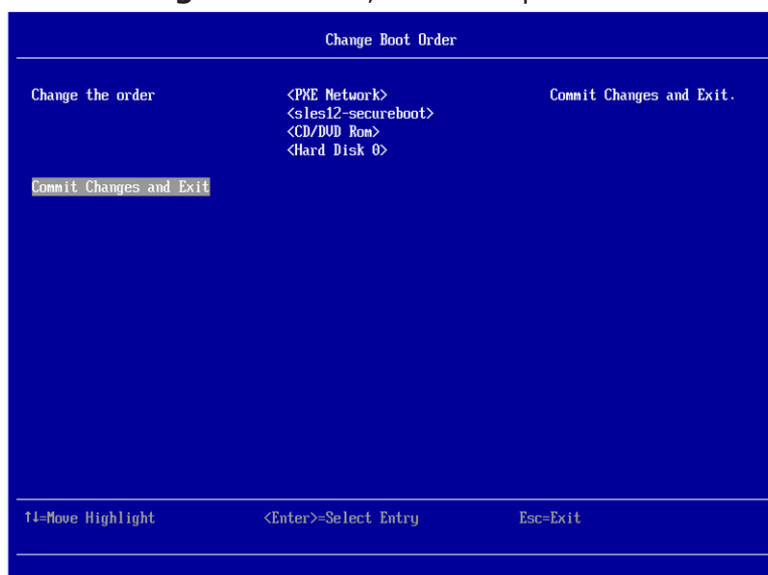 Change Boot Order
Change the order <PXE Network> Commit Changes and Exit.
<sles12-secureboot>
<CD/DVD Rom>
<Hard Disk 0>
Commit Changes and Exit
↑↓=Move Highlight <Enter>=Select Entry Esc=Exit